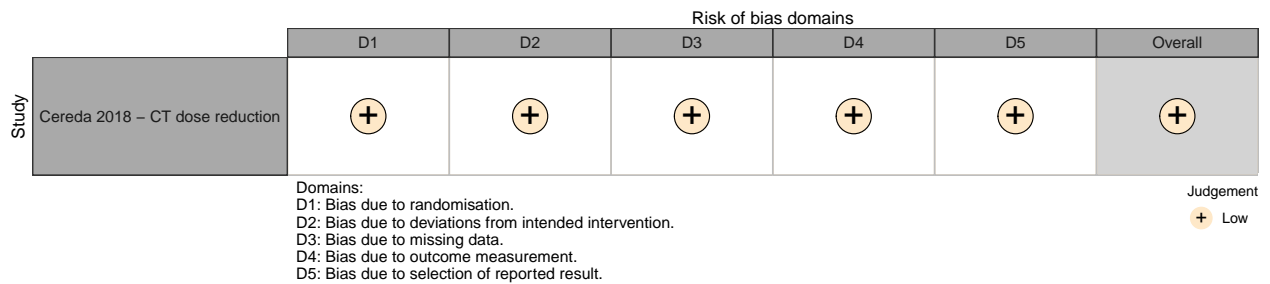 Risk of bias domains
D1 D2 D3 D4 D5 Overall
Study
Cereda 2018 – CT dose reduction + + + + + +
Domains:
D1: Bias due to randomisation.
D2: Bias due to deviations from intended intervention.
D3: Bias due to missing data.
D4: Bias due to outcome measurement.
D5: Bias due to selection of reported result.
Judgement
+ Low